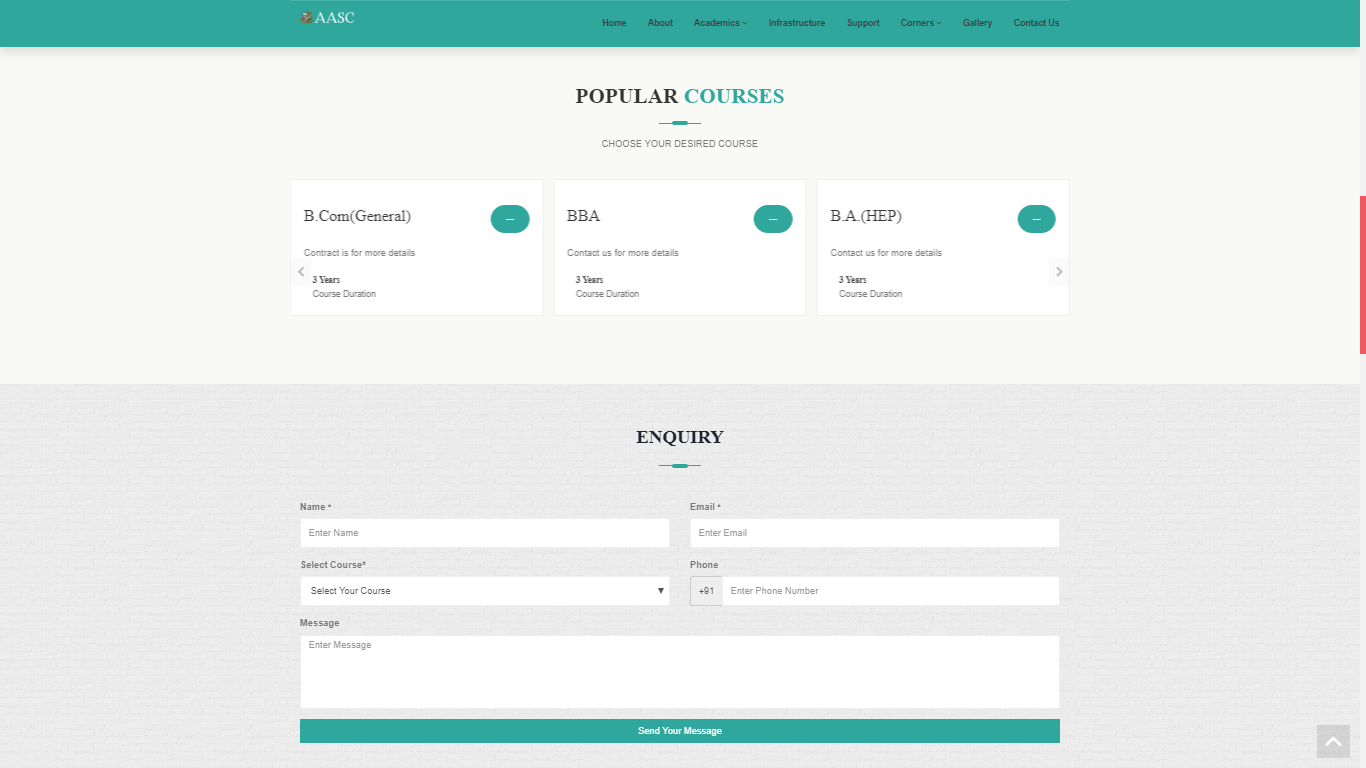 AASC
Home About Academics Infrastructure Support Corners Gallery Contact Us
POPULAR COURSES
CHOOSE YOUR DESIRED COURSE
B.Com(General)
Contract is for more details
3 Years
Course Duration
BBA
Contact us for more details
3 Years
Course Duration
B.A.(HEP)
Contact us for more details
3 Years
Course Duration
ENQUIRY
Name * Email *
Enter Name Enter Email
Select Course* Phone
Select Your Course +91 Enter Phone Number
Message
Enter Message
Send Your Message